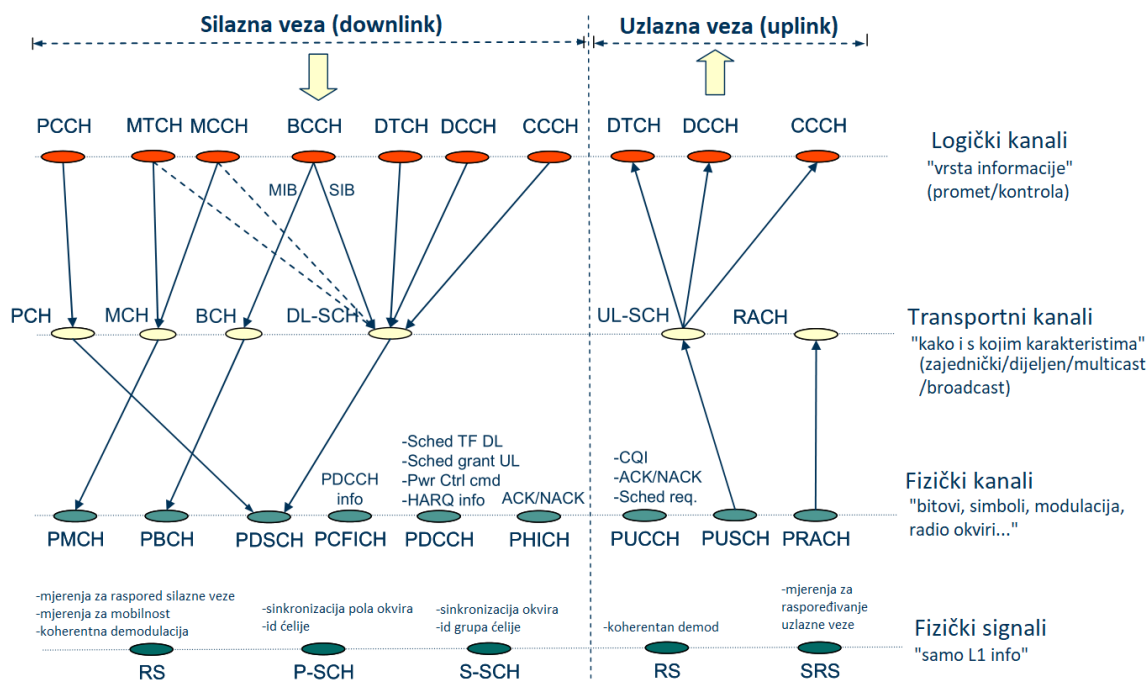 Silazna veza (downlink)
Uzlazna veza (uplink)
PCCH
MTCH
MCCH
BCCH
DTCH
DCCH
CCCH
DTCH
DCCH
CCCH
Logički kanali
"vrsta informacije"
(promet/kontrola)
MIB
SIB
PCH
MCH
BCH
DL-SCH
UL-SCH
RACH
Transportni kanali
"kako i s kojim karakteristima"
(zajednički/dijeljen/multicast
/broadcast)
PDCCH
info
-Sched TF DL
-Sched grant UL
-Pwr Ctrl cmd
-HARQ info
ACK/NACK
-CQI
-ACK/NACK
-Sched req.
Fizički kanali
"bitovi, simboli, modulacija,
radio okviri..."
PMCH
PBCH
PDSCH
PCFICH
PDCCH
PHICH
PUCCH
PUSCH
PRACH
-mjerenja za raspored silazne veze
-mjerenja za mobilnost
-koherentna demodulacija
-sinkronizacija pola okvira
-id ćelije
-sinkronizacija okvira
-id grupa ćelije
-koherentan demod
-mjerenja za
raspoređivanje
uzlazne veze
Fizički signali
"samo L1 info"
RS
P-SCH
S-SCH
RS
SRS